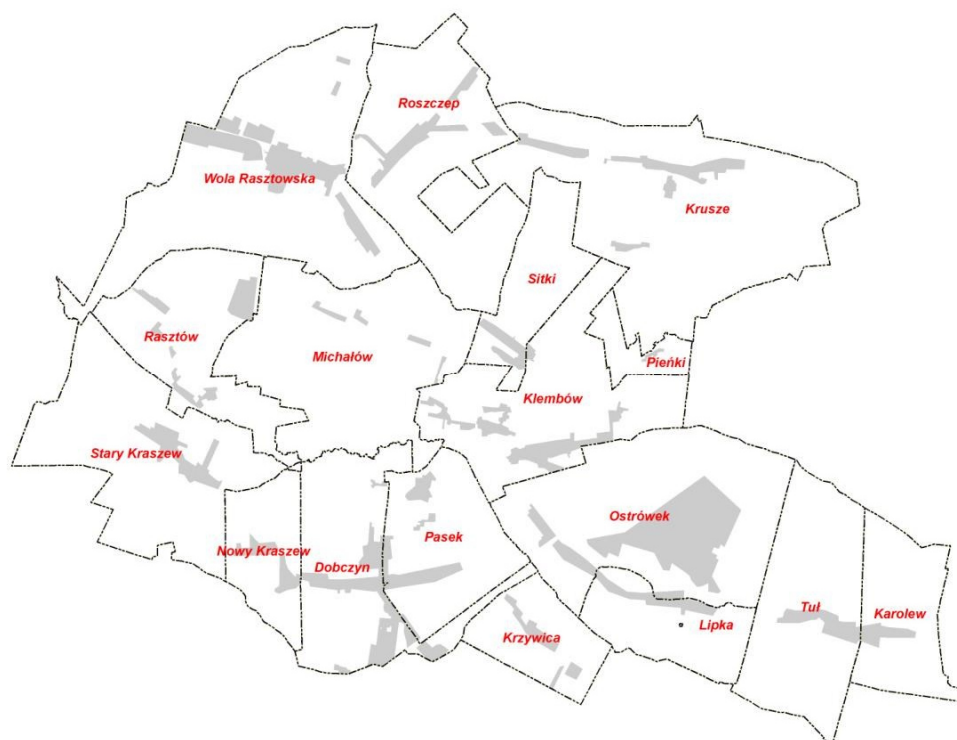 Roszczep
Wola Rasztowska
Krusze
Sitki
Rasztów
Michałów
Pieńki
Klembów
Stary Kraszew
Ostrówek
Pasek
Nowy Kraszew
Dobczyn
Tuł
Karolew
Lipka
Krzywica